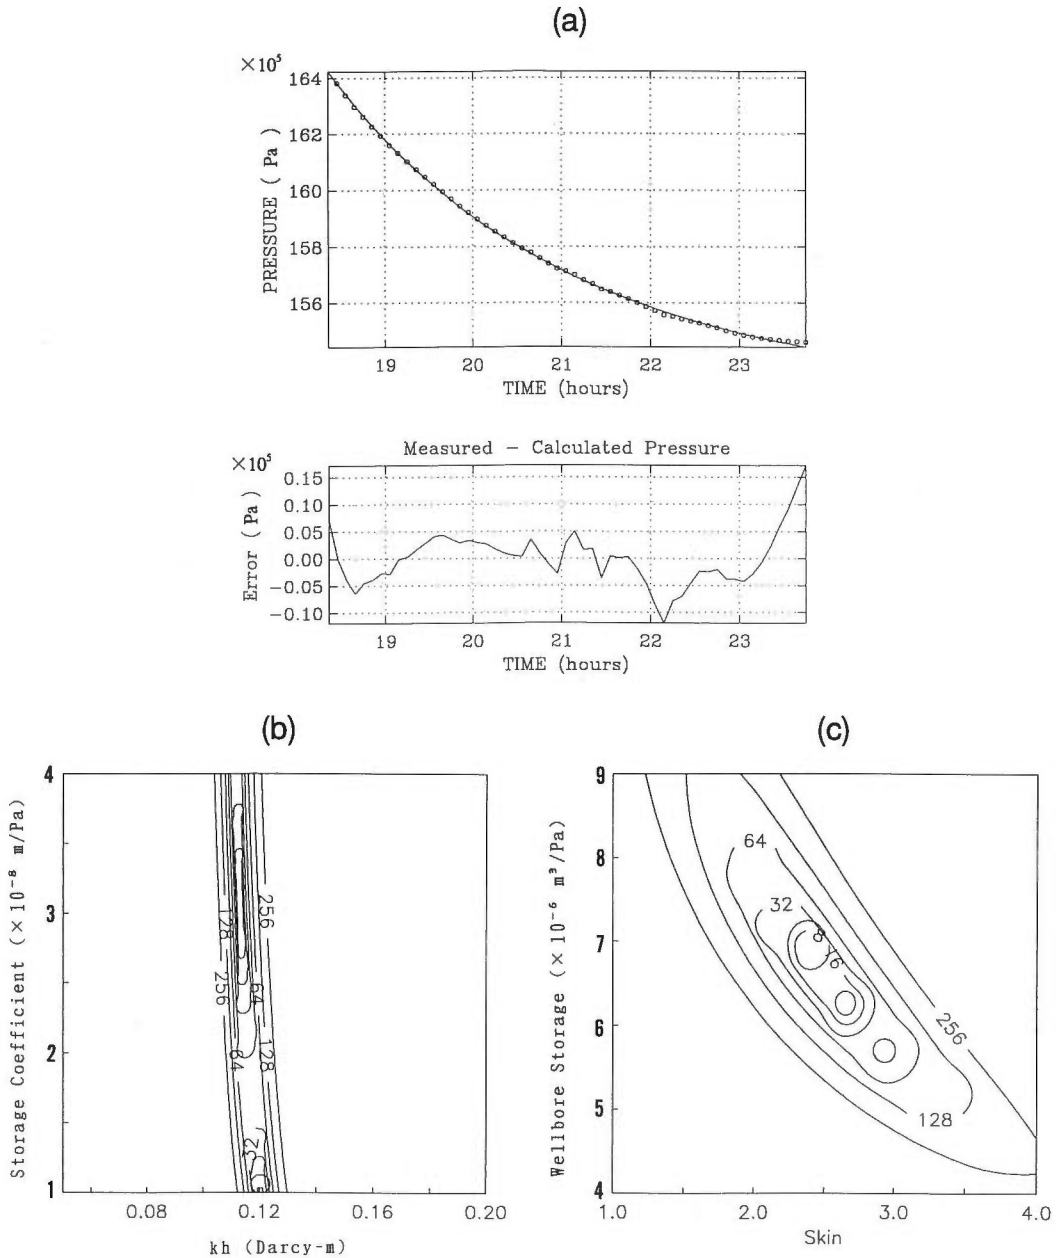 (a)
×10⁵
164
162
160
158
156
PRESSURE ( Pa )
19 20 21 22 23
TIME (hours)
Measured − Calculated Pressure
×10⁵
0.15
0.10
0.05
0.00
−0.05
−0.10
Error ( Pa )
19 20 21 22 23
TIME (hours)
(b)
4
3
2
1
Storage Coefficient (×10⁻⁸ m/Pa)
256
128
256
64
64
128
32
0.08 0.12 0.16 0.20
kh (Darcy-m)
(c)
9
8
7
6
5
4
Wellbore Storage (×10⁻⁶ m³/Pa)
64
32
8
16
256
128
1.0 2.0 3.0 4.0
Skin